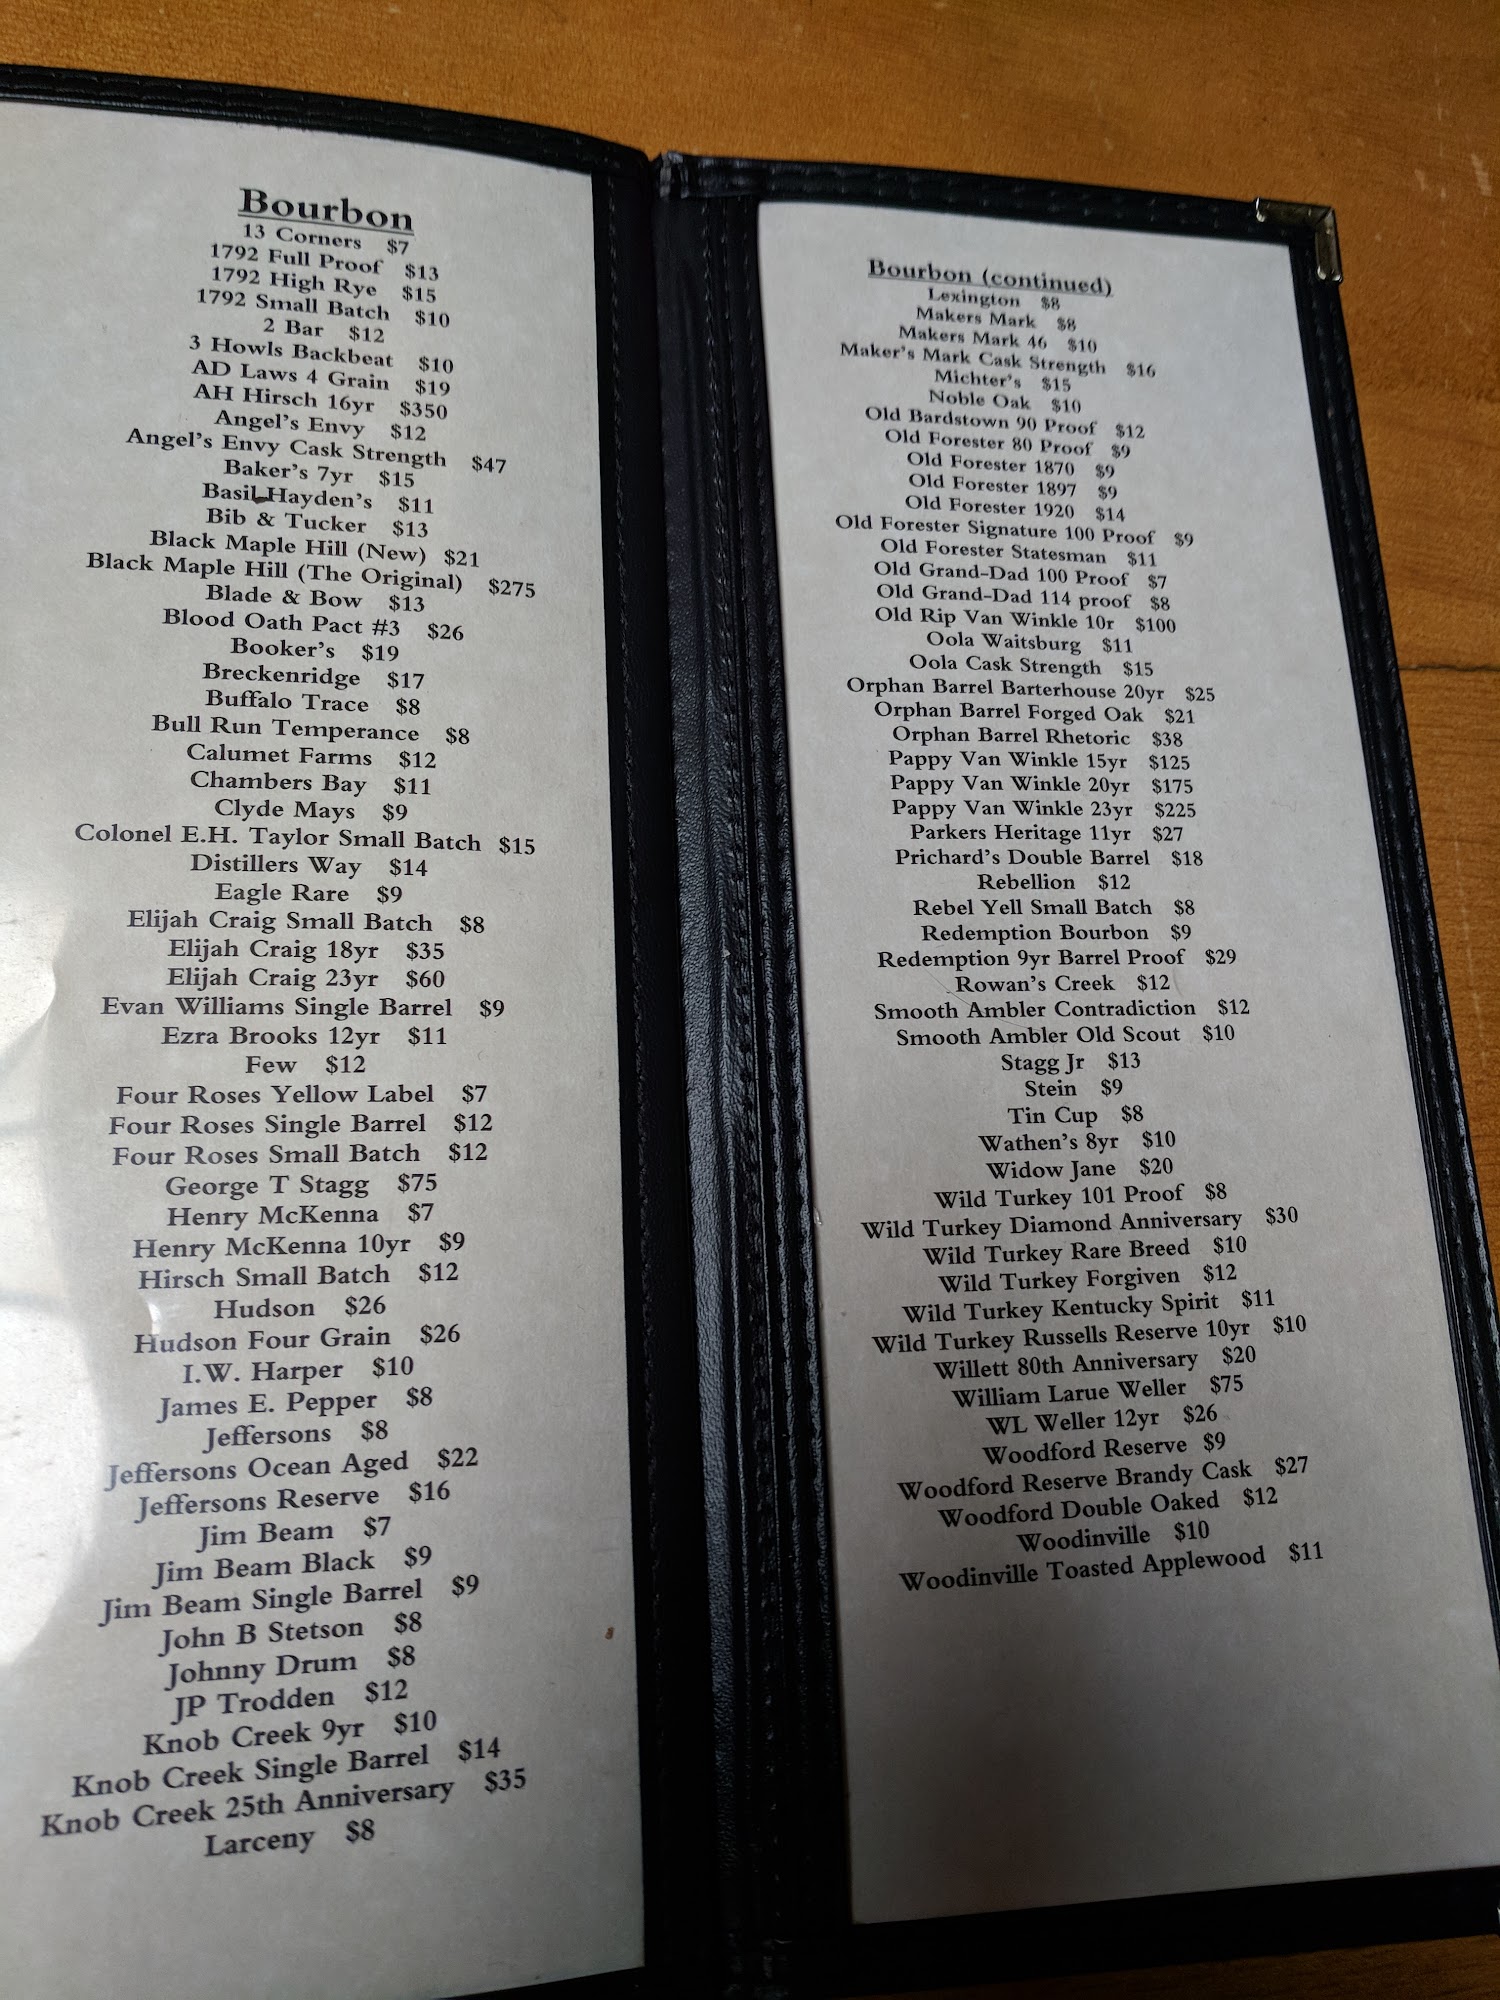 Bourbon
13 Corners $7
1792 Full Proof $13
1792 High Rye $15
1792 Small Batch $10
2 Bar $12
3 Howls Backbeat $10
AD Laws 4 Grain $19
AH Hirsch 16yr $350
Angel's Envy $12
Angel's Envy Cask Strength $47
Baker's 7yr $15
Basil Hayden's $11
Bib & Tucker $13
Black Maple Hill (New) $21
Black Maple Hill (The Original) $275
Blade & Bow $13
Blood Oath Pact #3 $26
Booker's $19
Breckenridge $17
Buffalo Trace $8
Bull Run Temperance $8
Calumet Farms $12
Chambers Bay $11
Clyde Mays $9
Colonel E.H. Taylor Small Batch $15
Distillers Way $14
Eagle Rare $9
Elijah Craig Small Batch $8
Elijah Craig 18yr $35
Elijah Craig 23yr $60
Evan Williams Single Barrel $9
Ezra Brooks 12yr $11
Few $12
Four Roses Yellow Label $7
Four Roses Single Barrel $12
Four Roses Small Batch $12
George T Stagg $75
Henry McKenna $7
Henry McKenna 10yr $9
Hirsch Small Batch $12
Hudson $26
Hudson Four Grain $26
I.W. Harper $10
James E. Pepper $8
Jeffersons $8
Jeffersons Ocean Aged $22
Jeffersons Reserve $16
Jim Beam $7
Jim Beam Black $9
Jim Beam Single Barrel $9
John B Stetson $8
Johnny Drum $8
JP Trodden $12
Knob Creek 9yr $10
Knob Creek Single Barrel $14
Knob Creek 25th Anniversary $35
Larceny $8
Bourbon (continued)
Lexington $8
Makers Mark $8
Makers Mark 46 $10
Maker's Mark Cask Strength $16
Michter's $15
Noble Oak $10
Old Bardstown 90 Proof $12
Old Forester 80 Proof $9
Old Forester 1870 $9
Old Forester 1897 $9
Old Forester 1920 $14
Old Forester Signature 100 Proof $9
Old Forester Statesman $11
Old Grand-Dad 100 Proof $7
Old Grand-Dad 114 proof $8
Old Rip Van Winkle 10r $100
Oola Waitsburg $11
Oola Cask Strength $15
Orphan Barrel Barterhouse 20yr $25
Orphan Barrel Forged Oak $21
Orphan Barrel Rhetoric $38
Pappy Van Winkle 15yr $125
Pappy Van Winkle 20yr $175
Pappy Van Winkle 23yr $225
Parkers Heritage 11yr $27
Prichard's Double Barrel $18
Rebellion $12
Rebel Yell Small Batch $8
Redemption Bourbon $9
Redemption 9yr Barrel Proof $29
Rowan's Creek $12
Smooth Ambler Contradiction $12
Smooth Ambler Old Scout $10
Stagg Jr $13
Stein $9
Tin Cup $8
Wathen's 8yr $10
Widow Jane $20
Wild Turkey 101 Proof $8
Wild Turkey Diamond Anniversary $30
Wild Turkey Rare Breed $10
Wild Turkey Forgiven $12
Wild Turkey Kentucky Spirit $11
Wild Turkey Russells Reserve 10yr $10
Willett 80th Anniversary $20
William Larue Weller $75
WL Weller 12yr $26
Woodford Reserve $9
Woodford Reserve Brandy Cask $27
Woodford Double Oaked $12
Woodinville $10
Woodinville Toasted Applewood $11